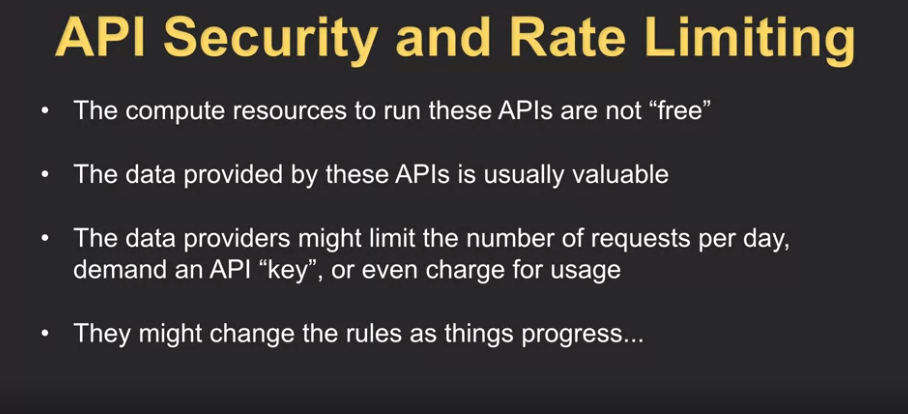 API Security and Rate Limiting
• The compute resources to run these APIs are not “free”
• The data provided by these APIs is usually valuable
• The data providers might limit the number of requests per day,
demand an API “key”, or even charge for usage
• They might change the rules as things progress...